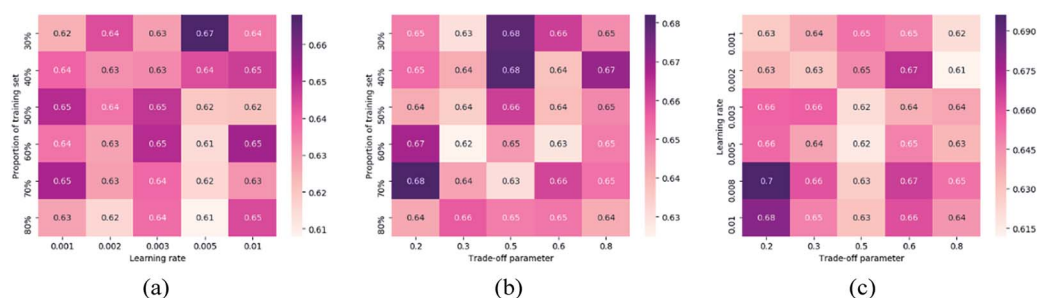 30% 0.62 0.64 0.63 0.67 0.64
40% 0.64 0.63 0.63 0.64 0.65
50% 0.65 0.64 0.65 0.62 0.62
60% 0.64 0.63 0.65 0.61 0.65
70% 0.65 0.63 0.64 0.62 0.63
80% 0.63 0.62 0.64 0.61 0.65
0.001 0.002 0.003 0.005 0.01
Proportion of training set
Learning rate
0.66
0.65
0.64
0.63
0.62
0.61
(a)
30% 0.65 0.63 0.68 0.66 0.65
40% 0.65 0.64 0.68 0.64 0.67
50% 0.64 0.64 0.66 0.64 0.65
60% 0.67 0.62 0.65 0.63 0.65
70% 0.68 0.64 0.63 0.66 0.65
80% 0.64 0.66 0.65 0.65 0.64
0.2 0.3 0.5 0.6 0.8
Proportion of training set
Trade-off parameter
0.68
0.67
0.66
0.65
0.64
0.63
(b)
0.001 0.63 0.64 0.65 0.65 0.62
0.002 0.63 0.63 0.65 0.67 0.61
0.003 0.66 0.66 0.62 0.64 0.64
0.005 0.66 0.64 0.62 0.65 0.63
0.008 0.7 0.66 0.63 0.67 0.65
0.01 0.68 0.65 0.63 0.66 0.64
0.2 0.3 0.5 0.6 0.8
Learning rate
Trade-off parameter
0.690
0.675
0.660
0.645
0.630
0.615
(c)